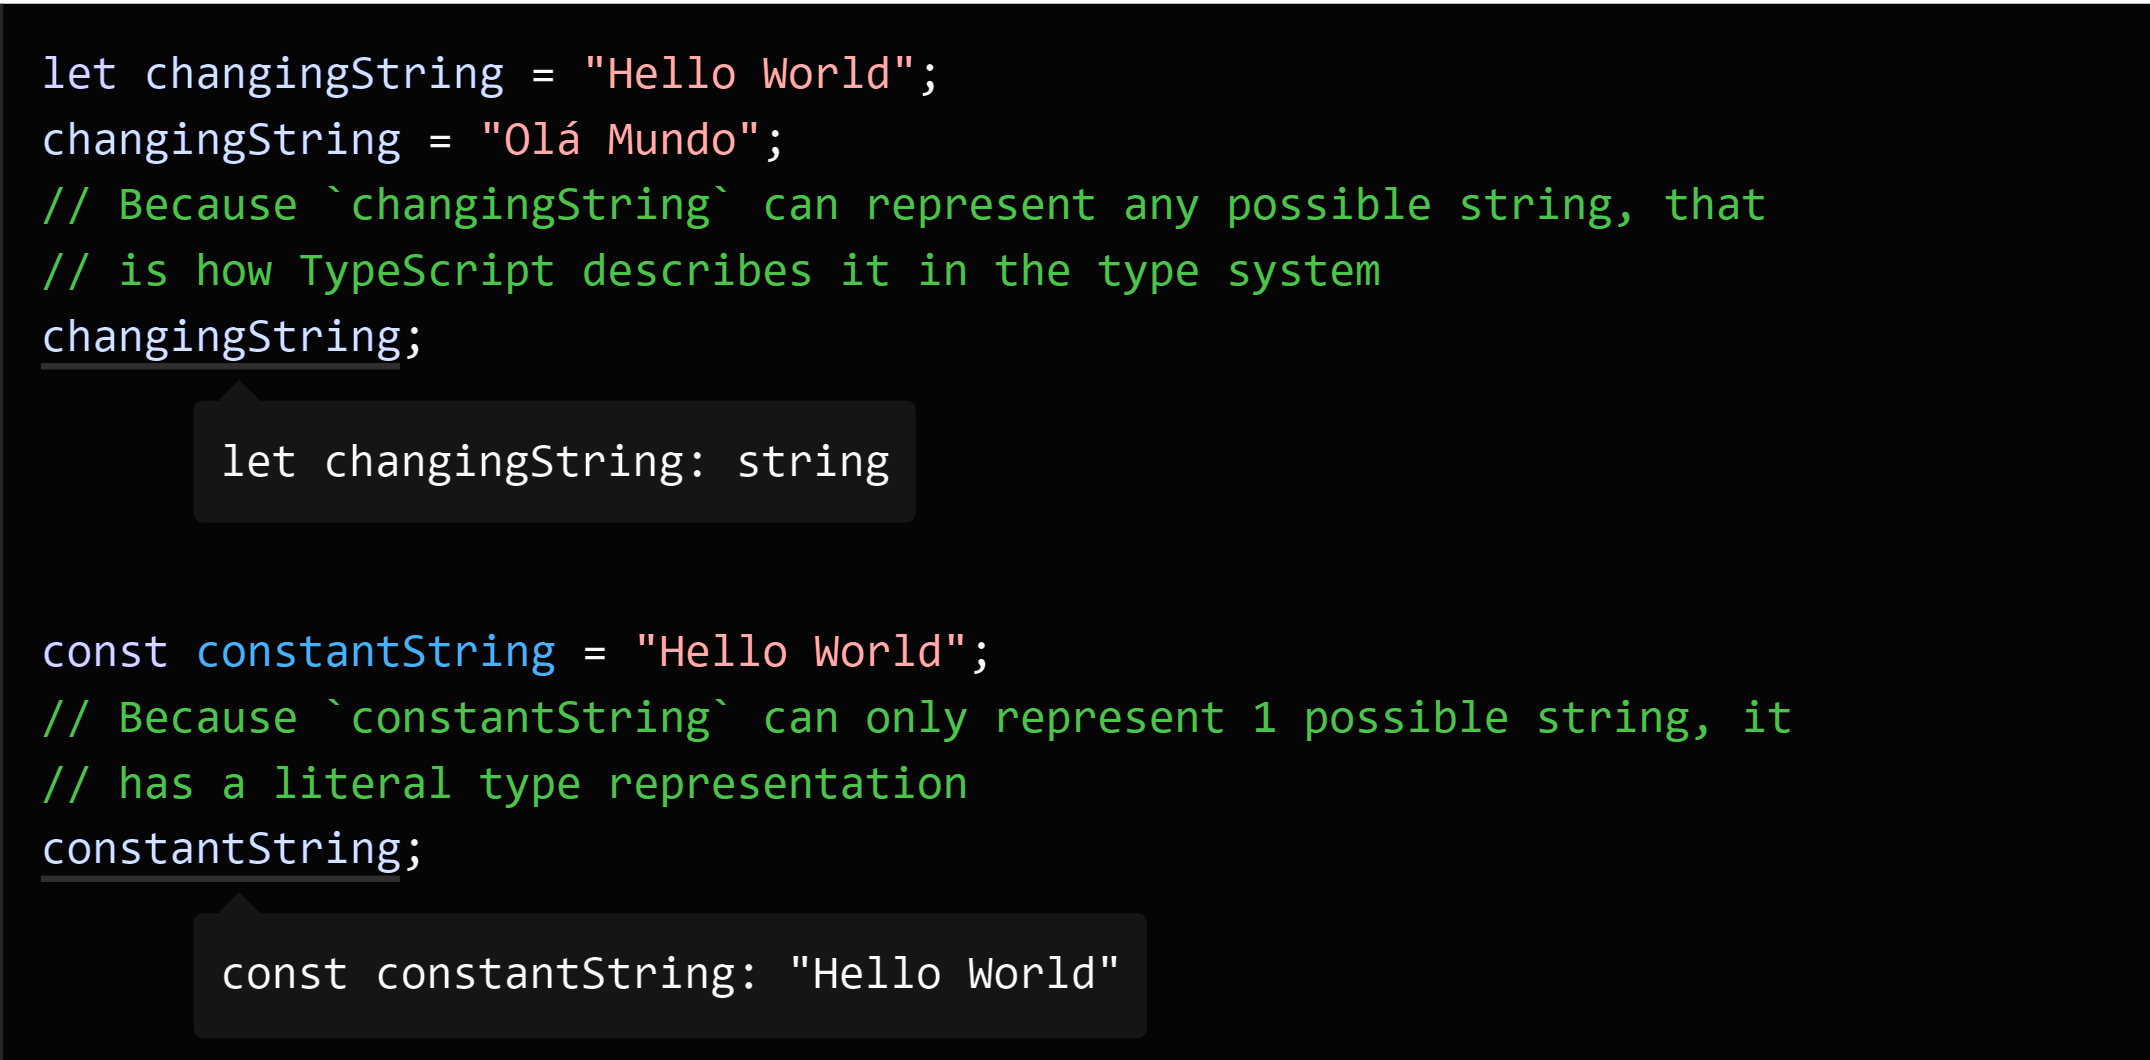 let changingString = "Hello World";
changingString = "Olá Mundo";
// Because `changingString` can represent any possible string, that
// is how TypeScript describes it in the type system
changingString;
let changingString: string
const constantString = "Hello World";
// Because `constantString` can only represent 1 possible string, it
// has a literal type representation
constantString;
const constantString: "Hello World"